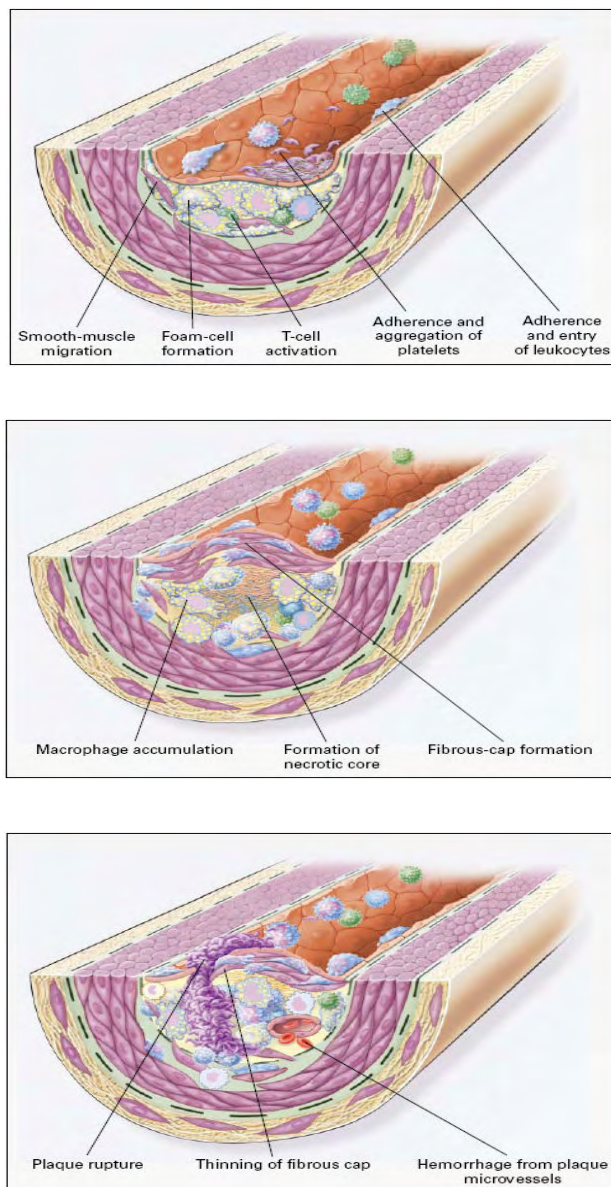 Smooth-muscle migration
Foam-cell formation
T-cell activation
Adherence and aggregation of platelets
Adherence and entry of leukocytes
Macrophage accumulation
Formation of necrotic core
Fibrous-cap formation
Plaque rupture
Thinning of fibrous cap
Hemorrhage from plaque microvessels